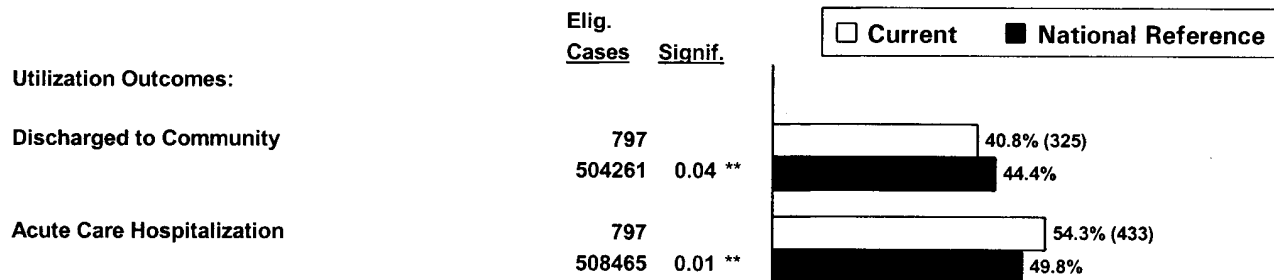 Elig.
Cases Signif.
Current National Reference
Utilization Outcomes:
Discharged to Community 797 40.8% (325)
504261 0.04 ** 44.4%
Acute Care Hospitalization 797 54.3% (433)
508465 0.01 ** 49.8%